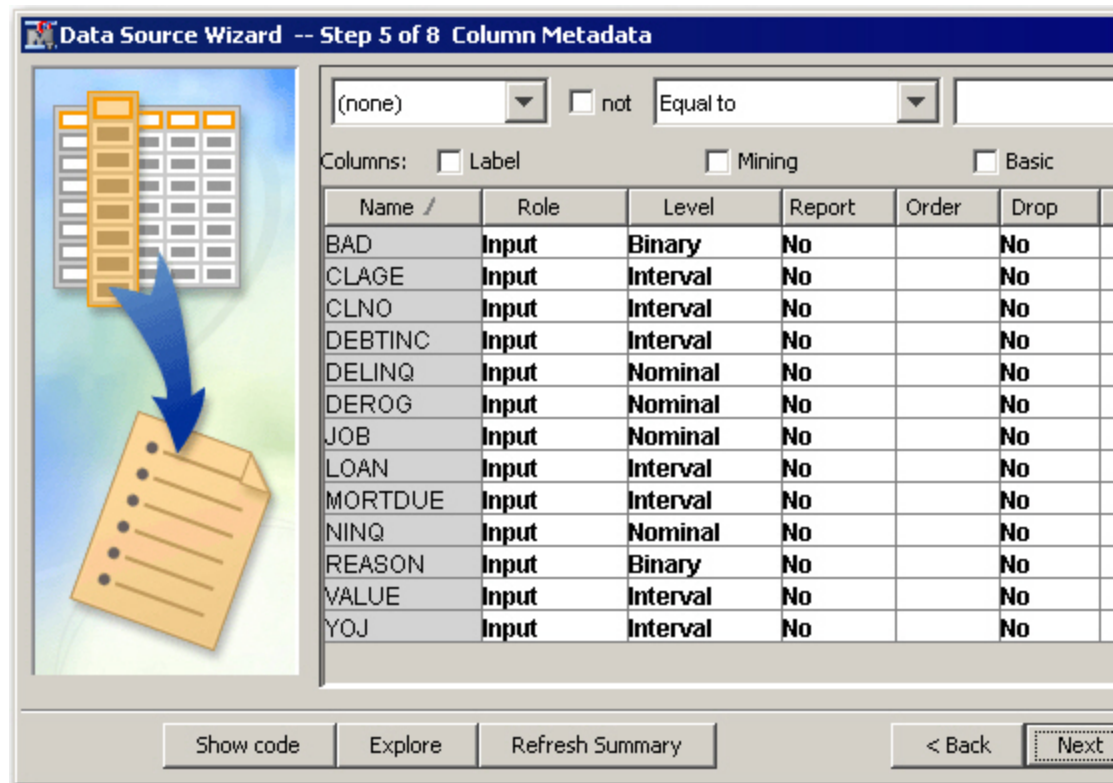 Data Source Wizard -- Step 5 of 8 Column Metadata
(none) not Equal to
Columns: Label Mining Basic
Name / Role Level Report Order Drop
BAD Input Binary No No
CLAGE Input Interval No No
CLNO Input Interval No No
DEBTINC Input Interval No No
DELINQ Input Nominal No No
DEROG Input Nominal No No
JOB Input Nominal No No
LOAN Input Interval No No
MORTDUE Input Interval No No
NINQ Input Nominal No No
REASON Input Binary No No
VALUE Input Interval No No
YOJ Input Interval No No
Show code Explore Refresh Summary < Back Next